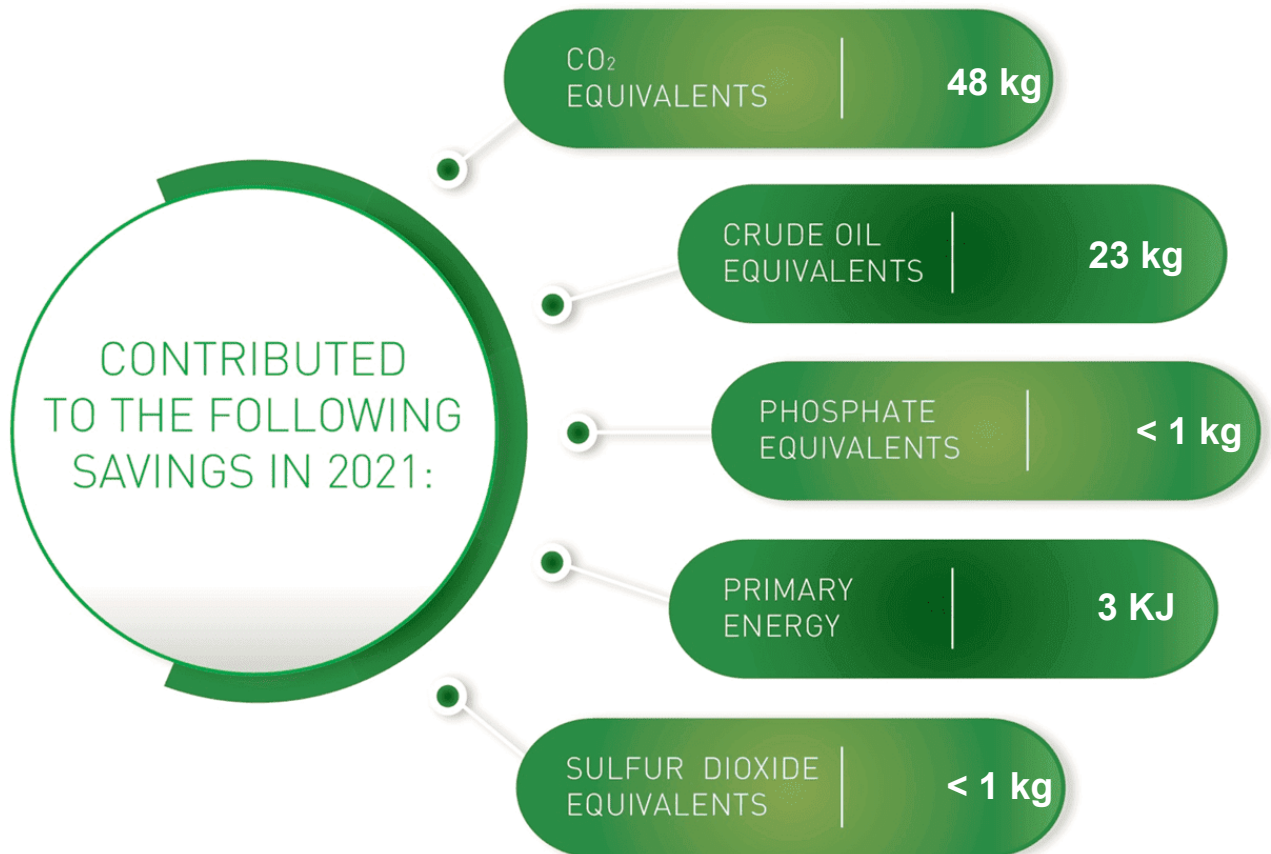 CONTRIBUTED
TO THE FOLLOWING
SAVINGS IN 2021:
CO₂
EQUIVALENTS
48 kg
CRUDE OIL
EQUIVALENTS
23 kg
PHOSPHATE
EQUIVALENTS
< 1 kg
PRIMARY
ENERGY
3 KJ
SULFUR DIOXIDE
EQUIVALENTS
< 1 kg